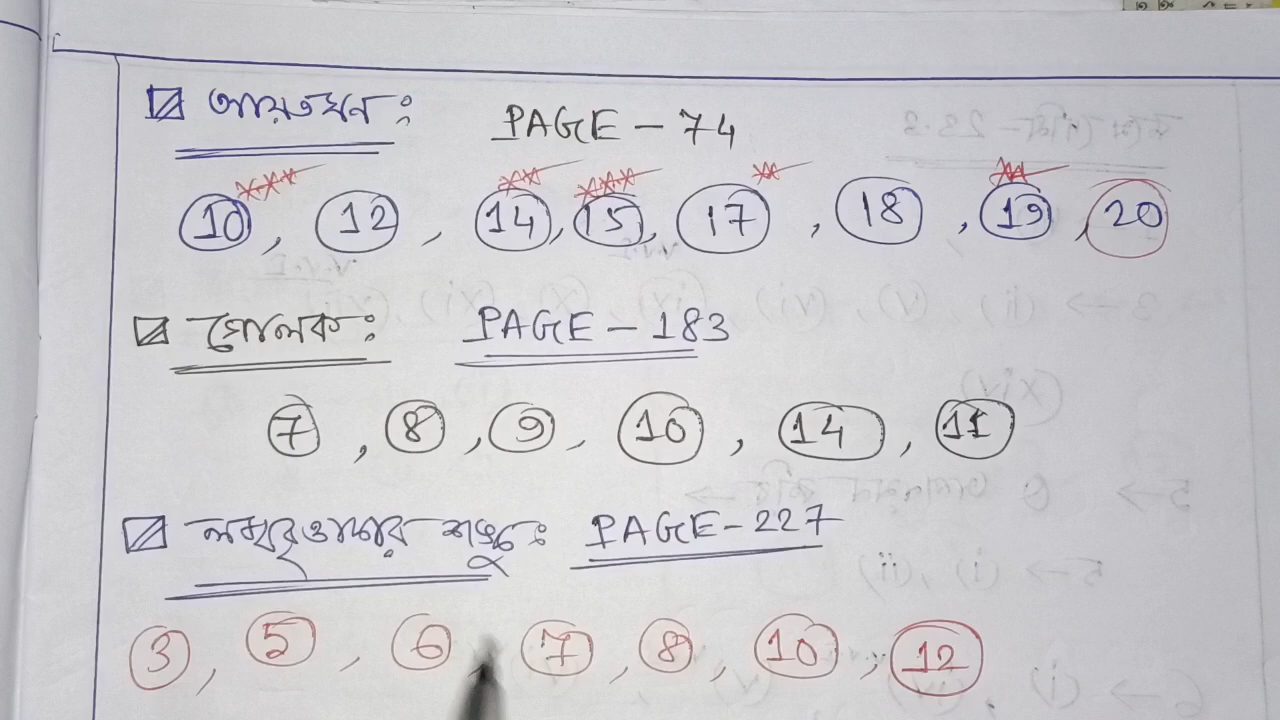 আয়তঘন: PAGE - 74
10, 12, 14, 15, 17, 18, 19, 20
গোলক: PAGE - 183
7, 8, 9, 10, 14, 11
লম্ববৃত্তাকার শঙ্কু: PAGE - 227
3, 5, 6, 7, 8, 10, 12